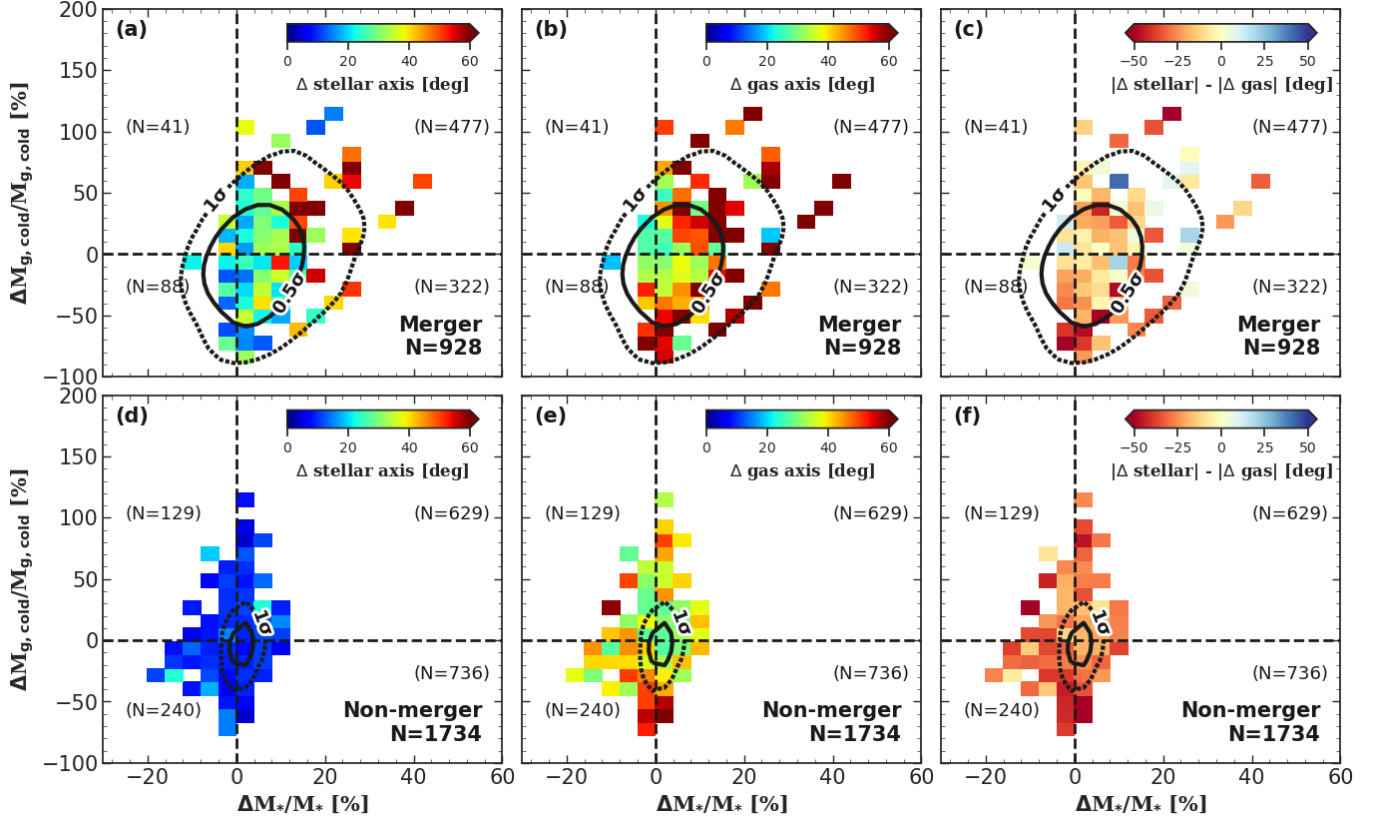 200
150
100
50
0
−50
−100
ΔM_g, cold/M_g, cold [%]
(a)
0 20 40 60
Δ stellar axis [deg]
(N=41)
(N=477)
1σ
0.5σ
(N=88)
(N=322)
Merger
N=928
(b)
0 20 40 60
Δ gas axis [deg]
(N=41)
(N=477)
1σ
0.5σ
(N=88)
(N=322)
Merger
N=928
(c)
−50 −25 0 25 50
|Δ stellar| - |Δ gas| [deg]
(N=41)
(N=477)
1σ
0.5σ
(N=88)
(N=322)
Merger
N=928
200
150
100
50
0
−50
−100
ΔM_g, cold/M_g, cold [%]
(d)
0 20 40 60
Δ stellar axis [deg]
(N=129)
(N=629)
1σ
(N=736)
(N=240)
Non-merger
N=1734
−20 0 20 40 60
ΔM_*/M_* [%]
(e)
0 20 40 60
Δ gas axis [deg]
(N=129)
(N=629)
1σ
(N=736)
(N=240)
Non-merger
N=1734
−20 0 20 40 60
ΔM_*/M_* [%]
(f)
−50 −25 0 25 50
|Δ stellar| - |Δ gas| [deg]
(N=129)
(N=629)
1σ
(N=736)
(N=240)
Non-merger
N=1734
−20 0 20 40 60
ΔM_*/M_* [%]